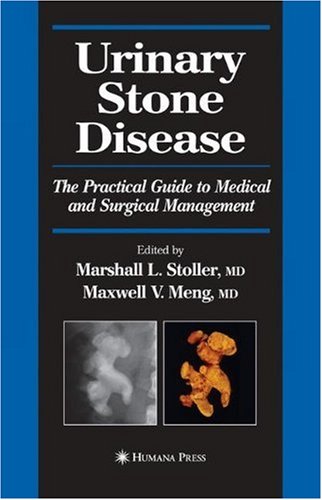 Urinary
Stone
Disease
The Practical Guide to Medical
and Surgical Management
Edited by
Marshall L. Stoller, MD
Maxwell V. Meng, MD
HUMANA PRESS